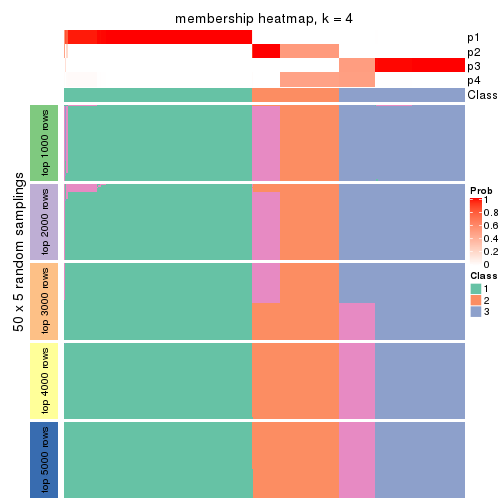 membership heatmap, k = 4
p1
p2
p3
p4
Class
50 x 5 random samplings
top 1000 rows
top 2000 rows
top 3000 rows
top 4000 rows
top 5000 rows
Prob
1
0.8
0.6
0.4
0.2
0
Class
1
2
3